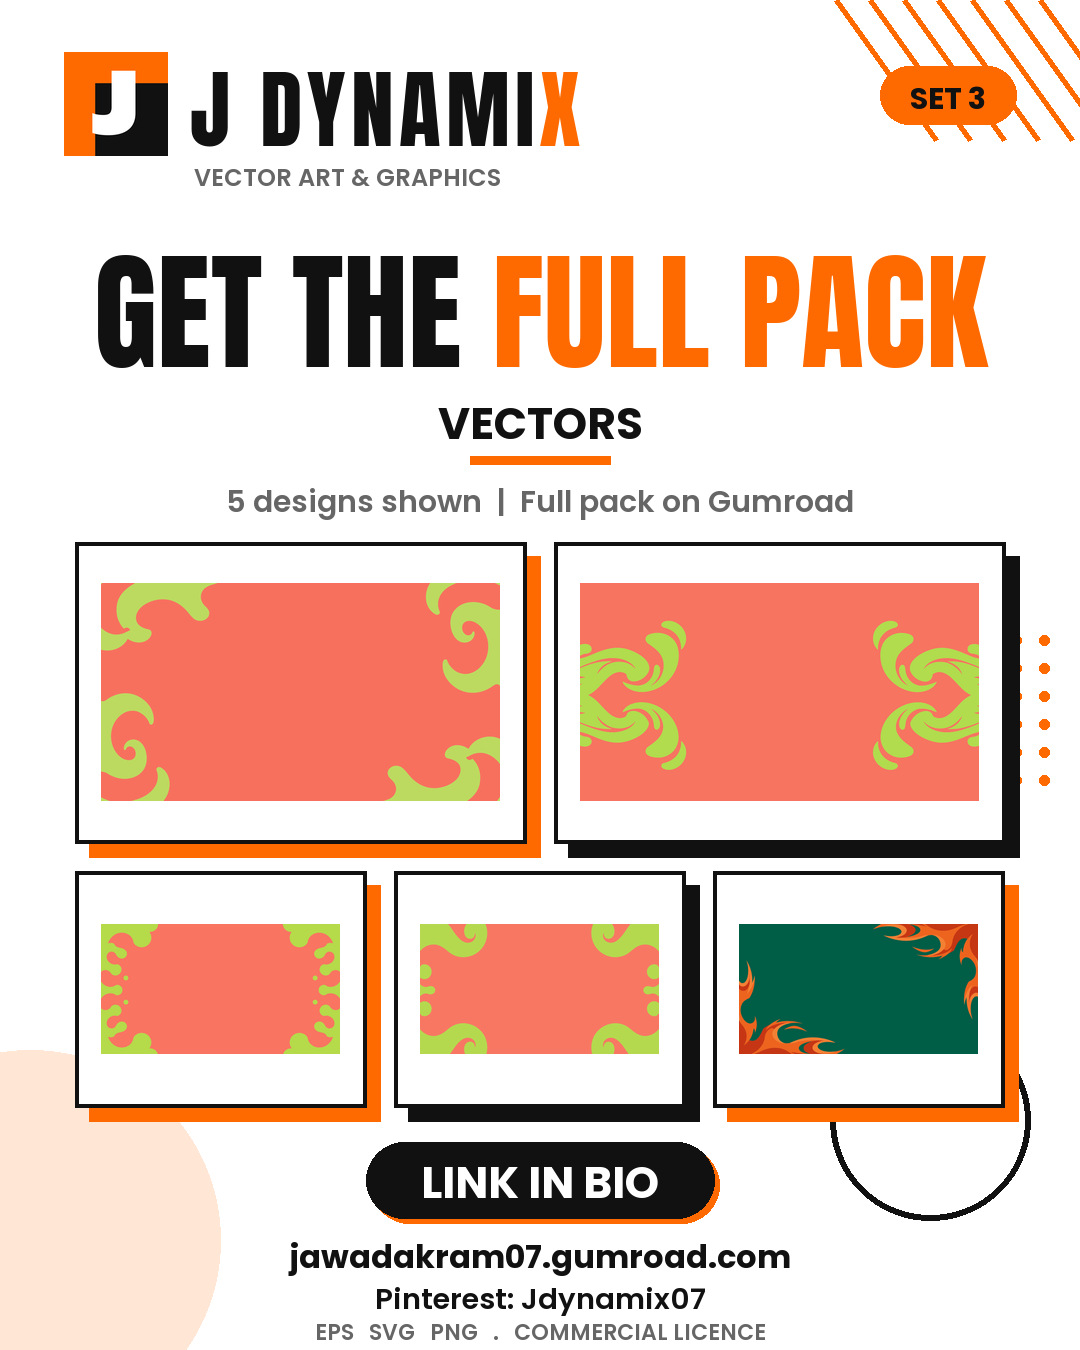 J
J DYNAMIX
VECTOR ART & GRAPHICS
SET 3
GET THE FULL PACK
VECTORS
5 designs shown | Full pack on Gumroad
LINK IN BIO
jawadakram07.gumroad.com
Pinterest: Jdynamix07
EPS SVG PNG . COMMERCIAL LICENCE